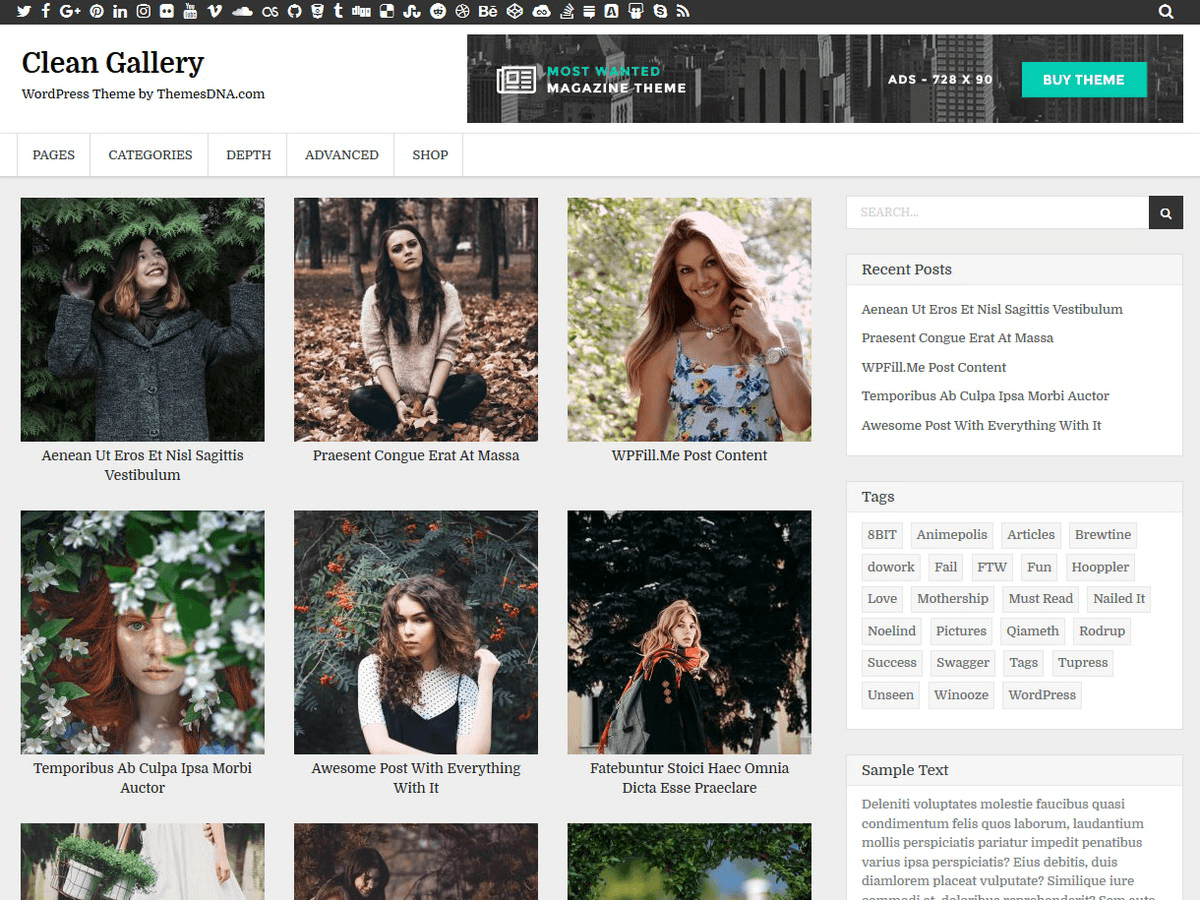 Clean Gallery
WordPress Theme by ThemesDNA.com
MOST WANTED
MAGAZINE THEME
ADS - 728 X 90
BUY THEME
PAGES
CATEGORIES
DEPTH
ADVANCED
SHOP
Aenean Ut Eros Et Nisl Sagittis
Vestibulum
Praesent Congue Erat At Massa
WPFill.Me Post Content
Temporibus Ab Culpa Ipsa Morbi
Auctor
Awesome Post With Everything
With It
Fatebuntur Stoici Haec Omnia
Dicta Esse Praeclare
SEARCH...
Recent Posts
Aenean Ut Eros Et Nisl Sagittis Vestibulum
Praesent Congue Erat At Massa
WPFill.Me Post Content
Temporibus Ab Culpa Ipsa Morbi Auctor
Awesome Post With Everything With It
Tags
8BIT Animepolis Articles Brewtine
dowork Fail FTW Fun Hooppler
Love Mothership Must Read Nailed It
Noelind Pictures Qiameth Rodrup
Success Swagger Tags Tupress
Unseen Winooze WordPress
Sample Text
Deleniti voluptates molestie faucibus quasi
condimentum felis quos laborum, laudantium
mollis perspiciatis pariatur impedit penatibus
varius ipsa perspiciatis? Eius debitis, duis
diamlorem placeat vulputate? Similique iure